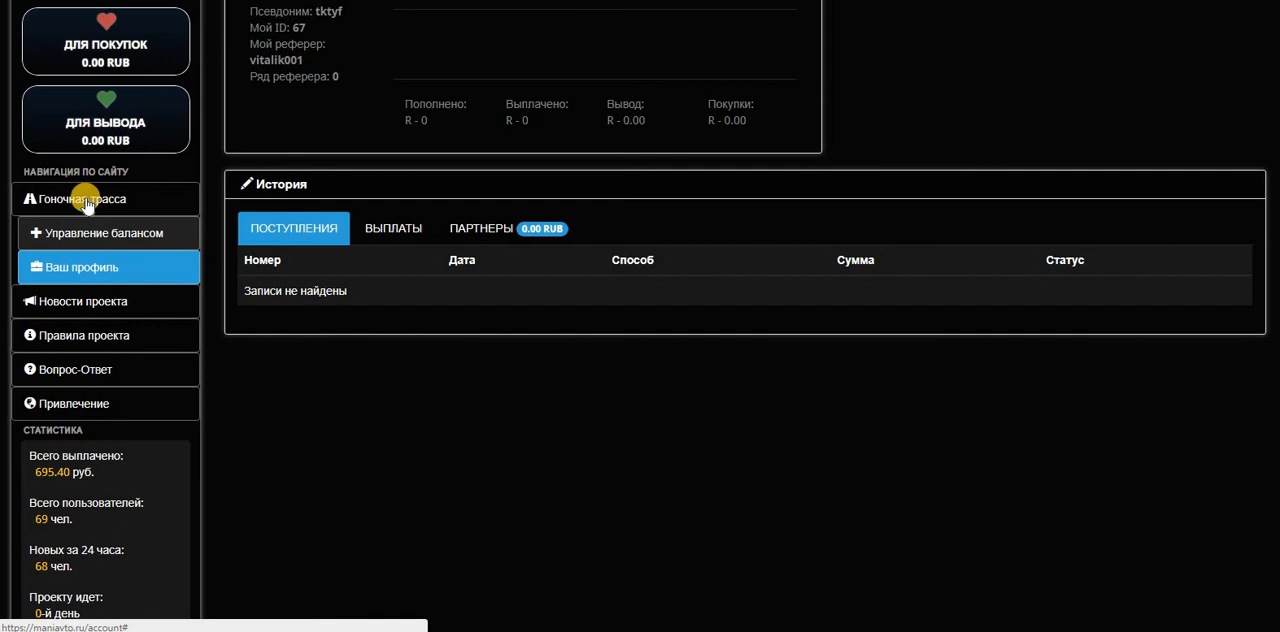 ДЛЯ ПОКУПОК
0.00 RUB
ДЛЯ ВЫВОДА
0.00 RUB
НАВИГАЦИЯ ПО САЙТУ
Гоночная трасса
Управление балансом
Ваш профиль
Новости проекта
Правила проекта
Вопрос-Ответ
Привлечение
СТАТИСТИКА
Всего выплачено:
695.40 руб.
Всего пользователей:
69 чел.
Новых за 24 часа:
68 чел.
Проекту идет:
0-й день
Псевдоним: tktyf
Мой ID: 67
Мой реферер:
vitalik001
Ряд реферера: 0
Пополнено: Выплачено: Вывод: Покупки:
R - 0 R - 0 R - 0.00 R - 0.00
История
ПОСТУПЛЕНИЯ ВЫПЛАТЫ ПАРТНЕРЫ 0.00 RUB
Номер Дата Способ Сумма Статус
Записи не найдены
https://maniavto.ru/account#